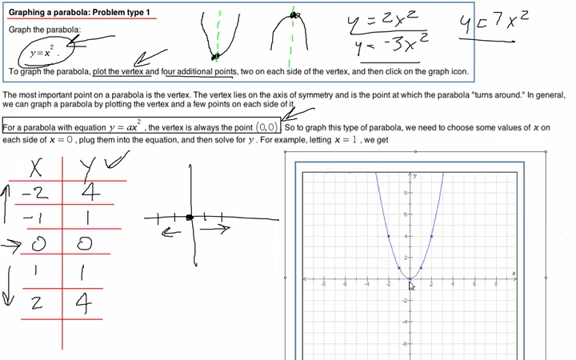 Graphing a parabola: Problem type 1
Graph the parabola:
y = x²
y = 2x²
y = -3x²
y = 7x²
To graph the parabola, plot the vertex and four additional points, two on each side of the vertex, and then click on the graph icon.
The most important point on a parabola is the vertex. The vertex lies on the axis of symmetry and is the point at which the parabola "turns around." In general,
we can graph a parabola by plotting the vertex and a few points on each side of it
For a parabola with equation y = ax², the vertex is always the point (0,0). So to graph this type of parabola, we need to choose some values of x on
each side of x = 0, plug them into the equation, and then solve for y. For example, letting x = 1, we get
X Y
-2 4
-1 1
0 0
1 1
2 4
y
x